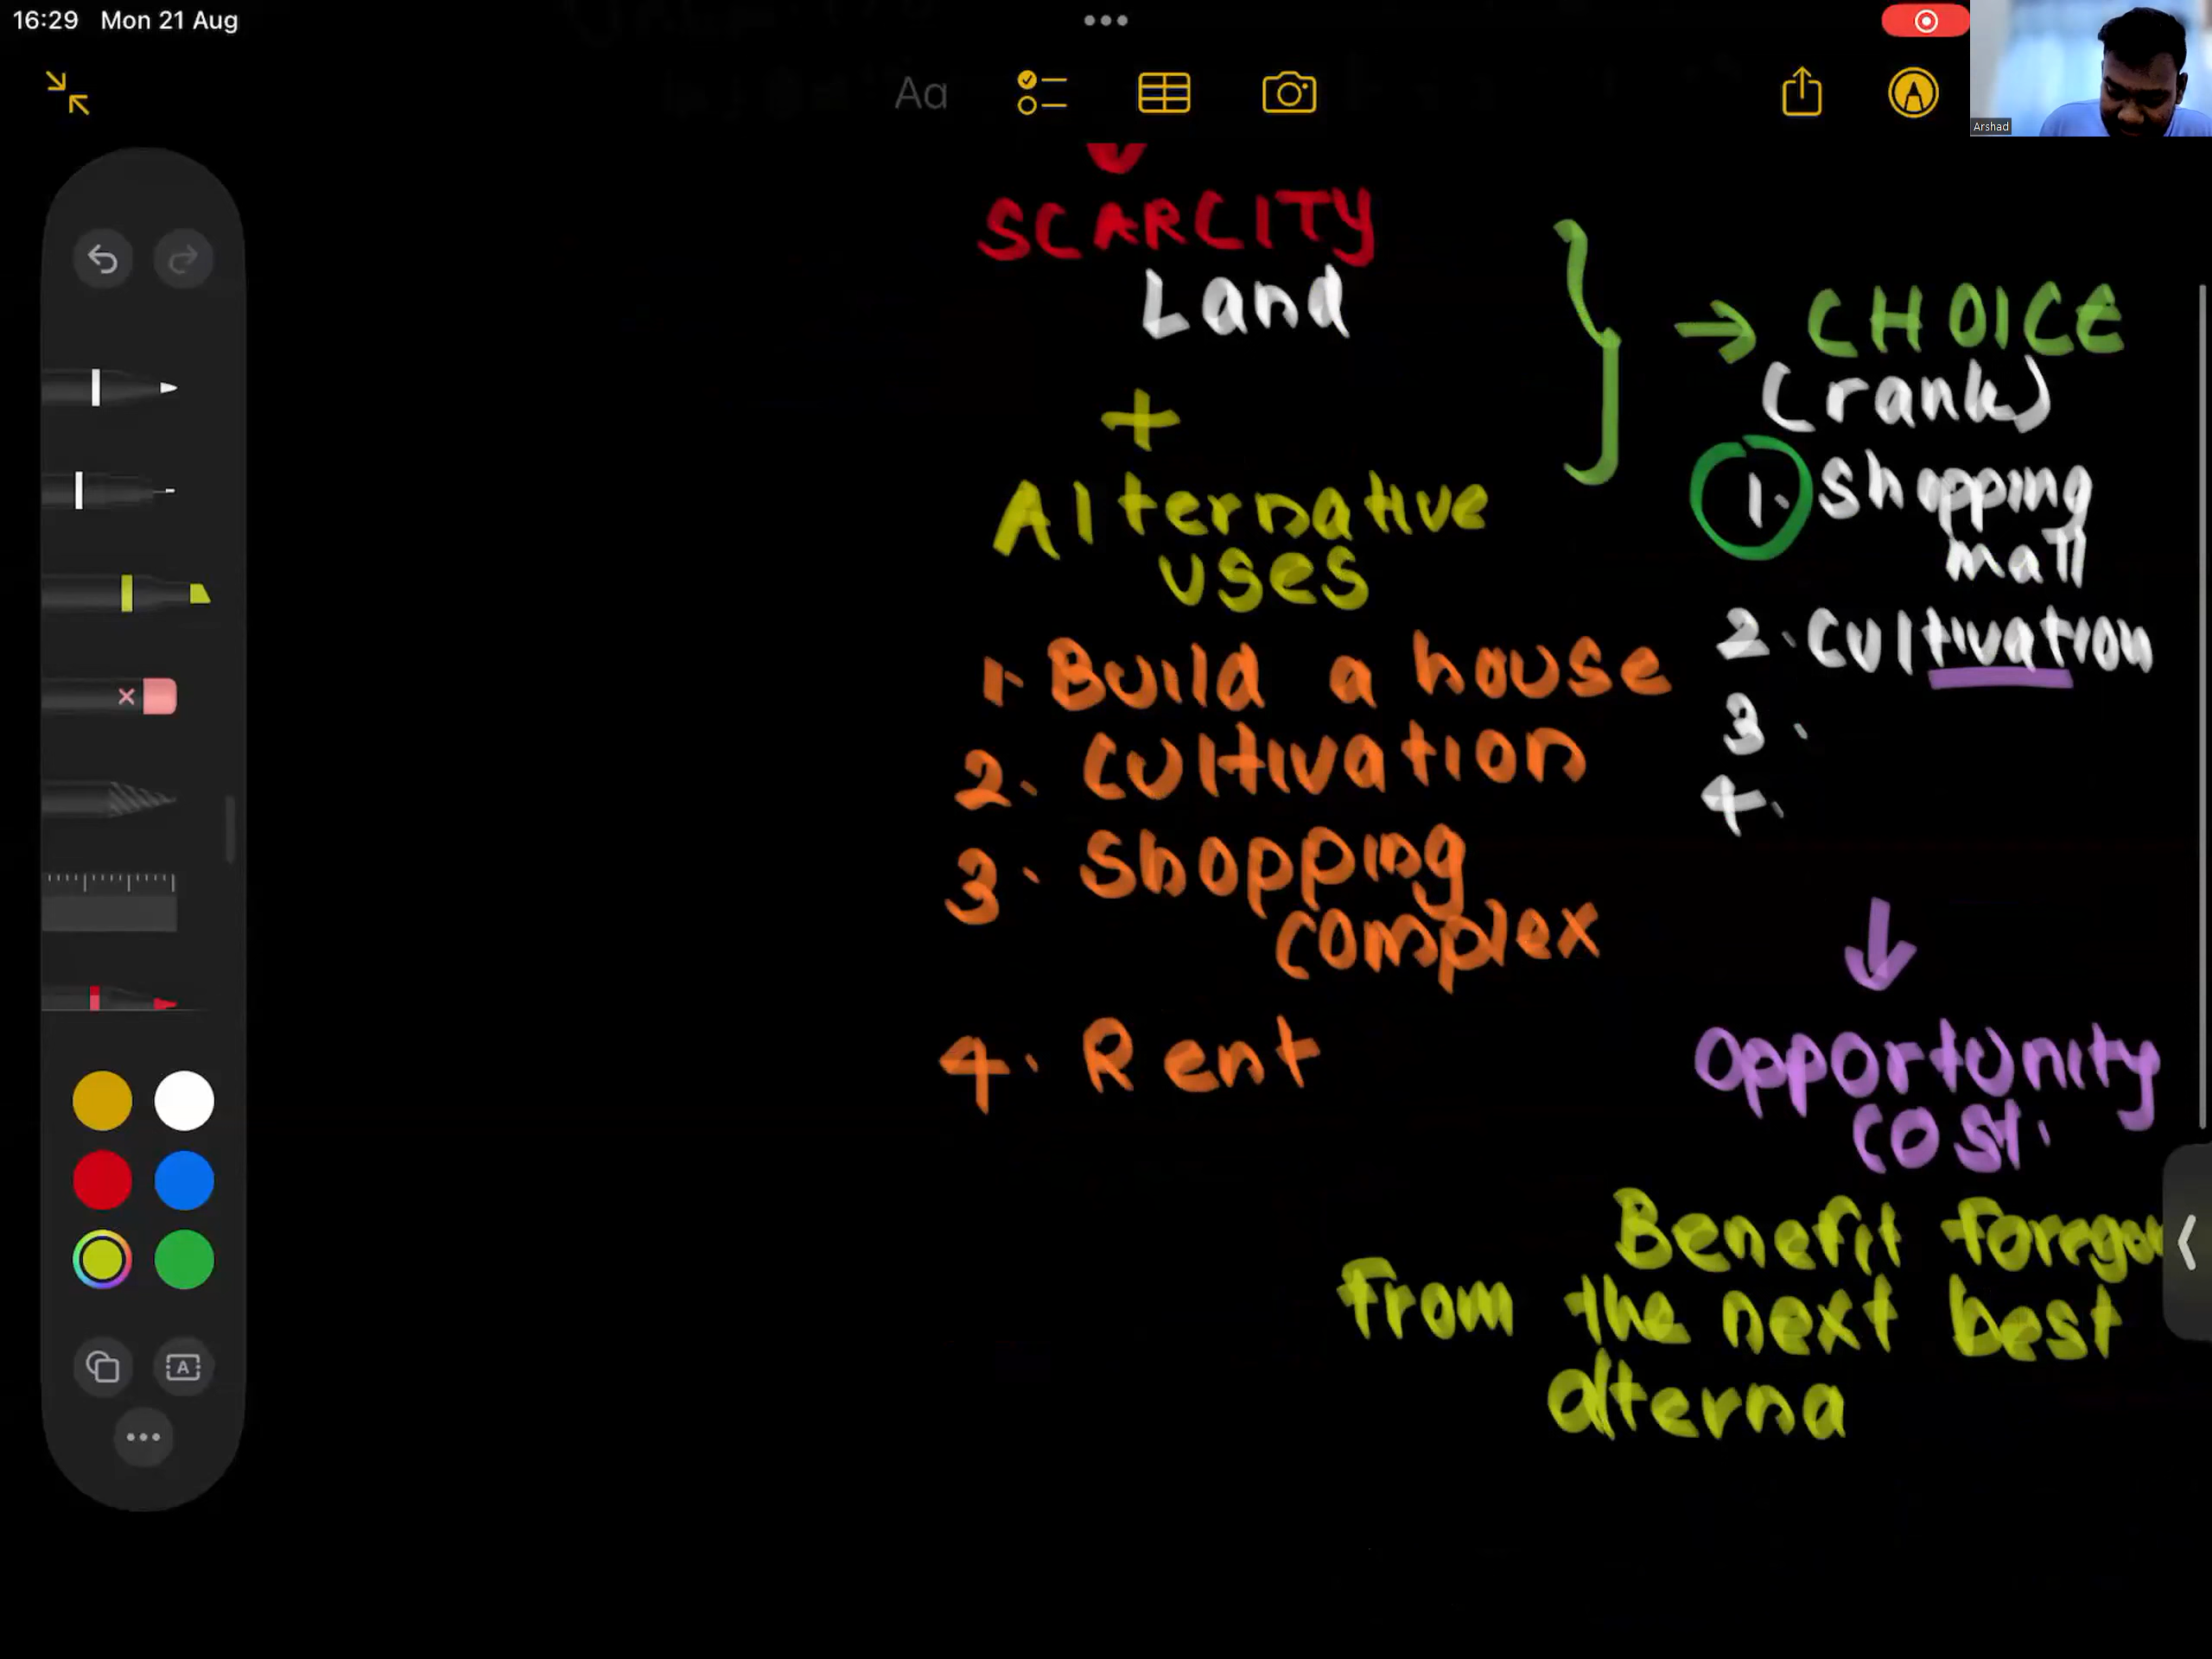 16:29 Mon 21 Aug
Aa
Arshad
SCARCITY
Land
+
Alternative
uses
1. Build a house
2. Cultivation
3. Shopping
complex
4. Rent
→ CHOICE
(rank)
1. Shopping
mall
2. Cultivation
3.
4.
Opportunity
cost.
Benefit
from the next best
alterna
A